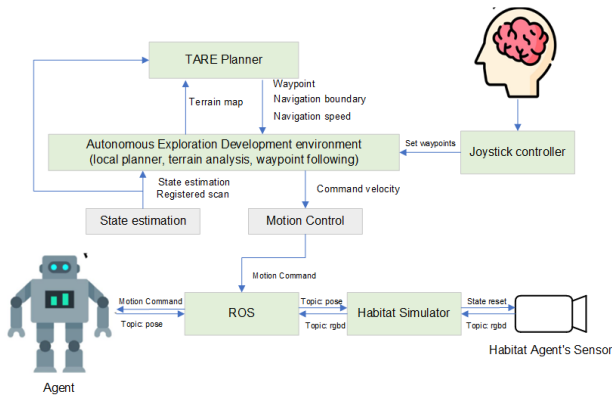 TARE Planner
Terrain map
Waypoint
Navigation boundary
Navigation speed
Autonomous Exploration Development environment
(local planner, terrain analysis, waypoint following)
Set waypoints
Joystick controller
State estimation
Registered scan
Command velocity
State estimation
Motion Control
Motion Command
Motion Command
Topic: pose
ROS
Topic: pose
Topic: rgbd
Habitat Simulator
State reset
Topic: rgbd
Habitat Agent's Sensor
Agent